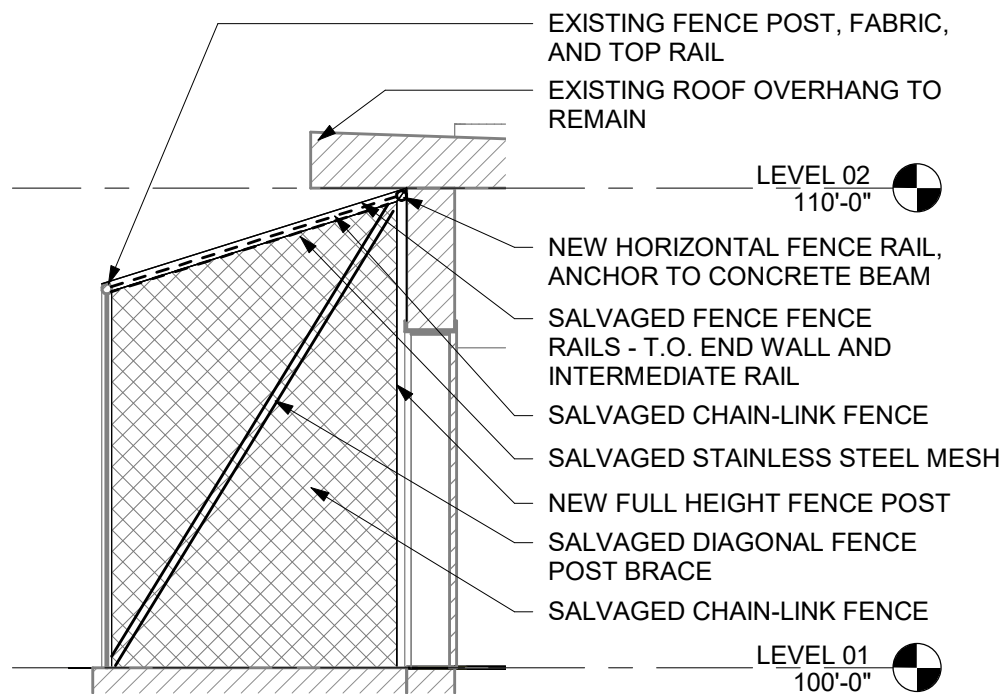 EXISTING FENCE POST, FABRIC,
AND TOP RAIL
EXISTING ROOF OVERHANG TO
REMAIN
LEVEL 02
110'-0"
NEW HORIZONTAL FENCE RAIL,
ANCHOR TO CONCRETE BEAM
SALVAGED FENCE FENCE
RAILS - T.O. END WALL AND
INTERMEDIATE RAIL
SALVAGED CHAIN-LINK FENCE
SALVAGED STAINLESS STEEL MESH
NEW FULL HEIGHT FENCE POST
SALVAGED DIAGONAL FENCE
POST BRACE
SALVAGED CHAIN-LINK FENCE
LEVEL 01
100'-0"